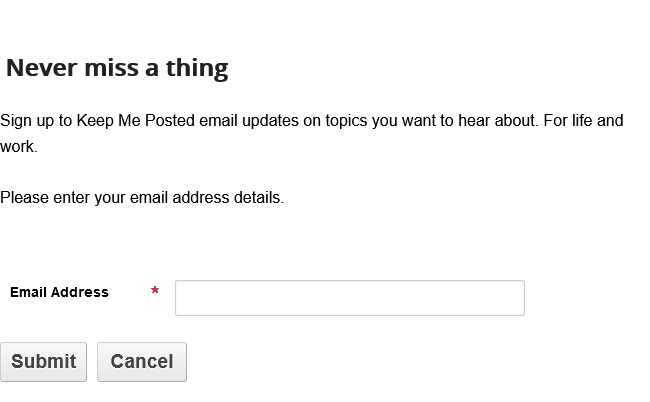 Never miss a thing
Sign up to Keep Me Posted email updates on topics you want to hear about. For life and
work.
Please enter your email address details.
Email Address *
Submit Cancel